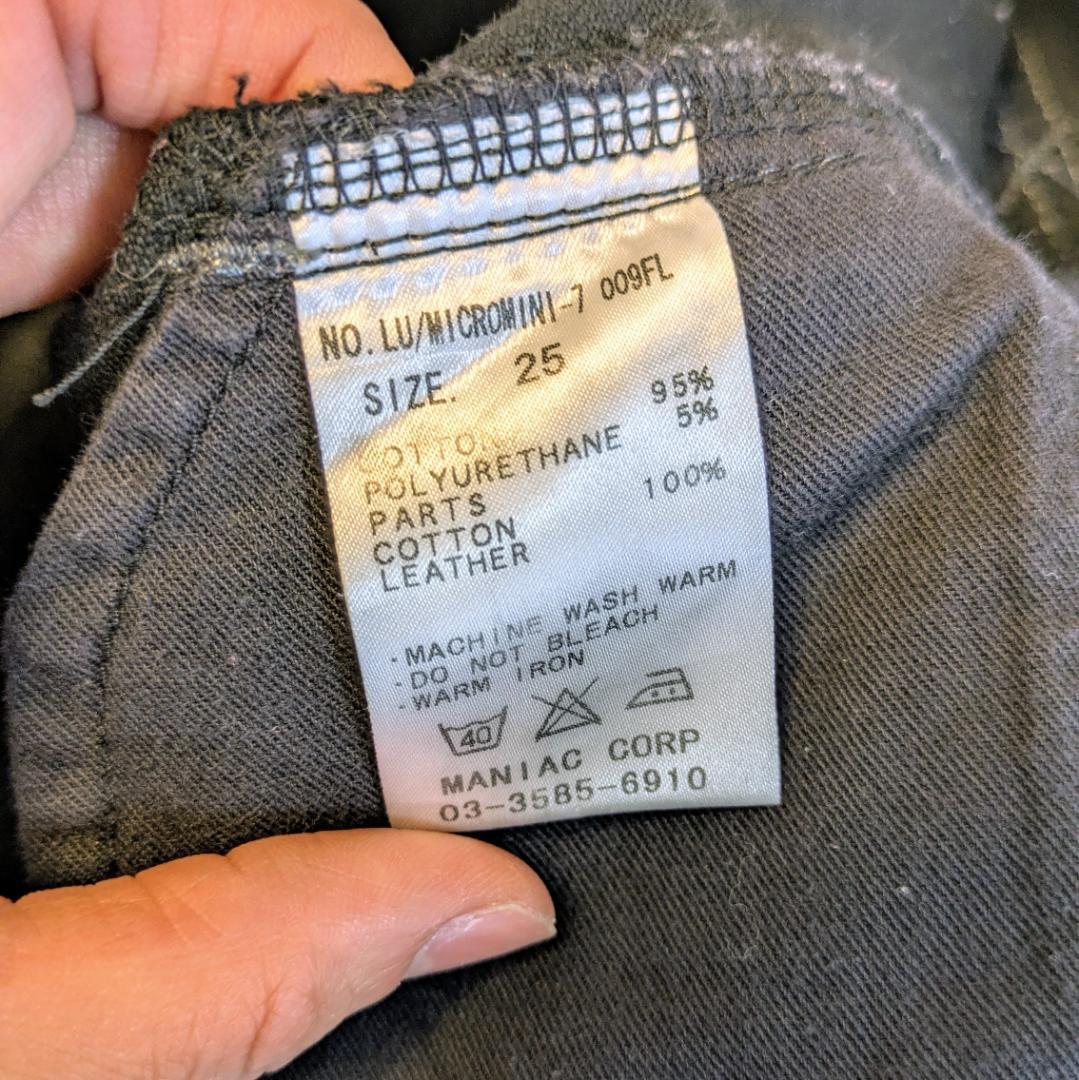 NO. LU/MICROMINI-7 009FL
SIZE. 25
COTTON 95%
POLYURETHANE 5%
PARTS
COTTON 100%
LEATHER
·MACHINE WASH WARM
·DO NOT BLEACH
·WARM IRON
40
MANIAC CORP
03-3585-6910